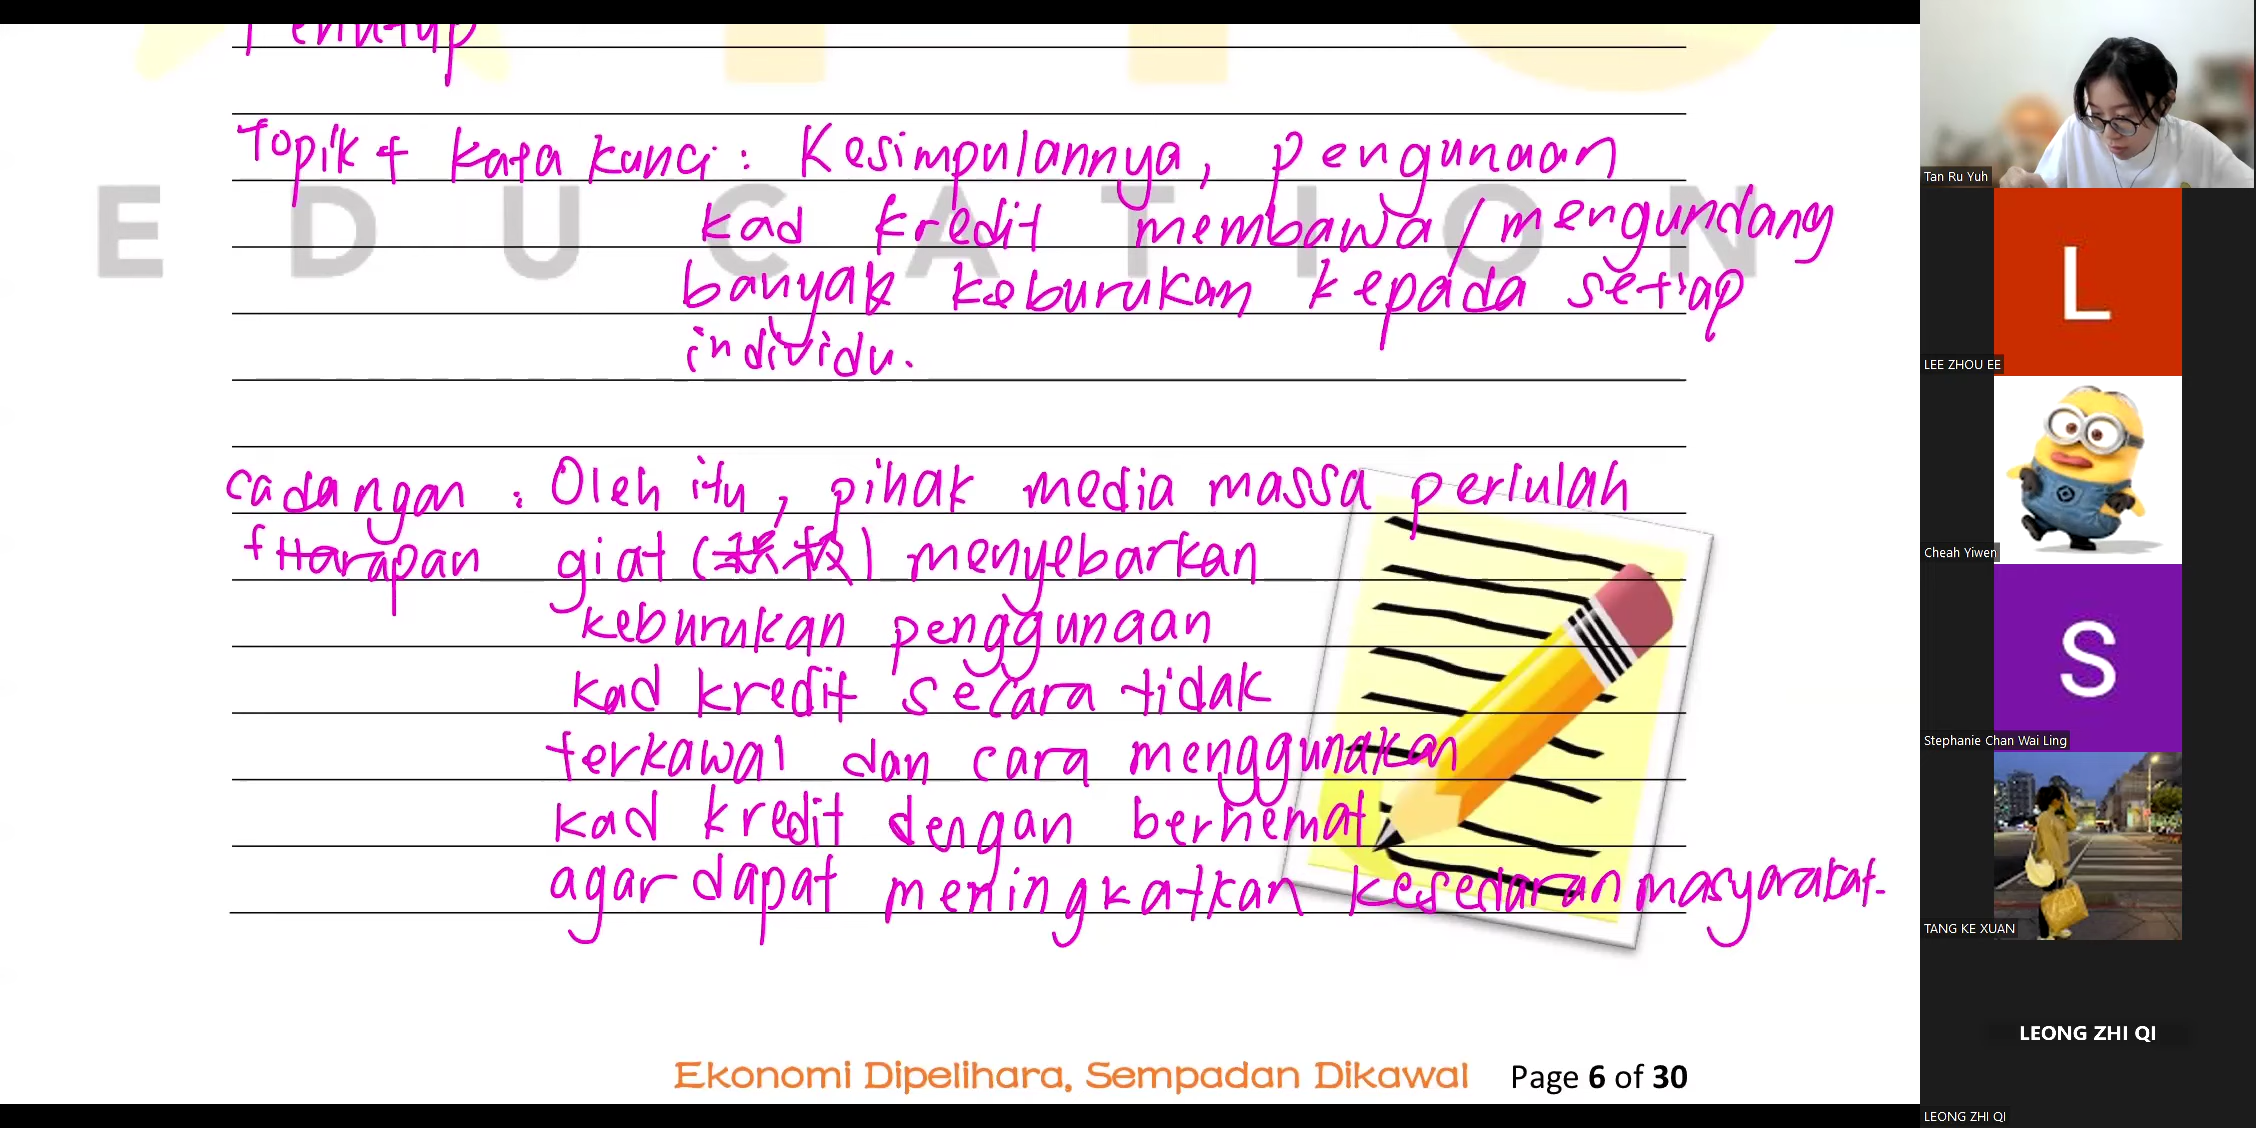 Penutup
Topik & kata kunci : Kesimpulannya, pengunaan
kad kredit membawa / mengundang
banyak keburukan kepada setiap
individu.
cadangan : Oleh itu, pihak media massa perlulah
+ Harapan giat (积极) menyebarkan
keburukan penggunaan
kad kredit secara tidak
terkawal dan cara menggunakan
kad kredit dengan berhemat
agar dapat meningkatkan kesedaran masyarakat.
EDUCATION
Ekonomi Dipelihara, Sempadan Dikawal Page 6 of 30
Tan Ru Yuh
L
LEE ZHOU EE
Cheah Yiwen
S
Stephanie Chan Wai Ling
TANG KE XUAN
LEONG ZHI QI
LEONG ZHI QI